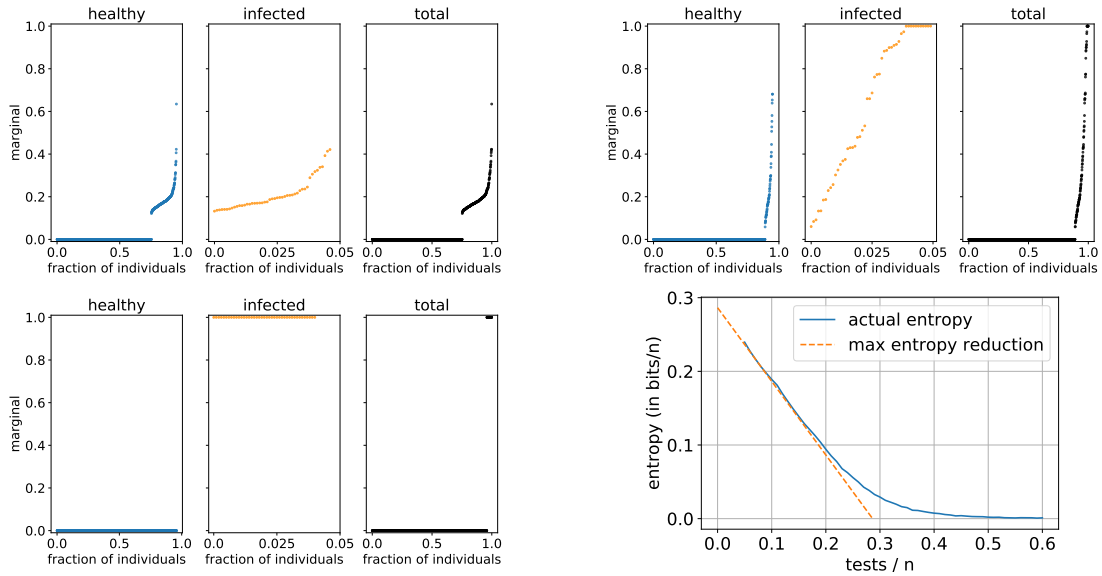 healthy infected total
marginal
1.0
0.8
0.6
0.4
0.2
0.0
0.0 0.5 1.0 0.00 0.025 0.05 0.0 0.5 1.0
fraction of individuals fraction of individuals fraction of individuals
healthy infected total
marginal
1.0
0.8
0.6
0.4
0.2
0.0
0.0 0.5 1.0 0.00 0.025 0.05 0.0 0.5 1.0
fraction of individuals fraction of individuals fraction of individuals
healthy infected total
marginal
1.0
0.8
0.6
0.4
0.2
0.0
0.0 0.5 1.0 0.00 0.025 0.05 0.0 0.5 1.0
fraction of individuals fraction of individuals fraction of individuals
actual entropy
max entropy reduction
entropy (in bits/n)
0.3
0.2
0.1
0.0
0.0 0.1 0.2 0.3 0.4 0.5 0.6
tests / n